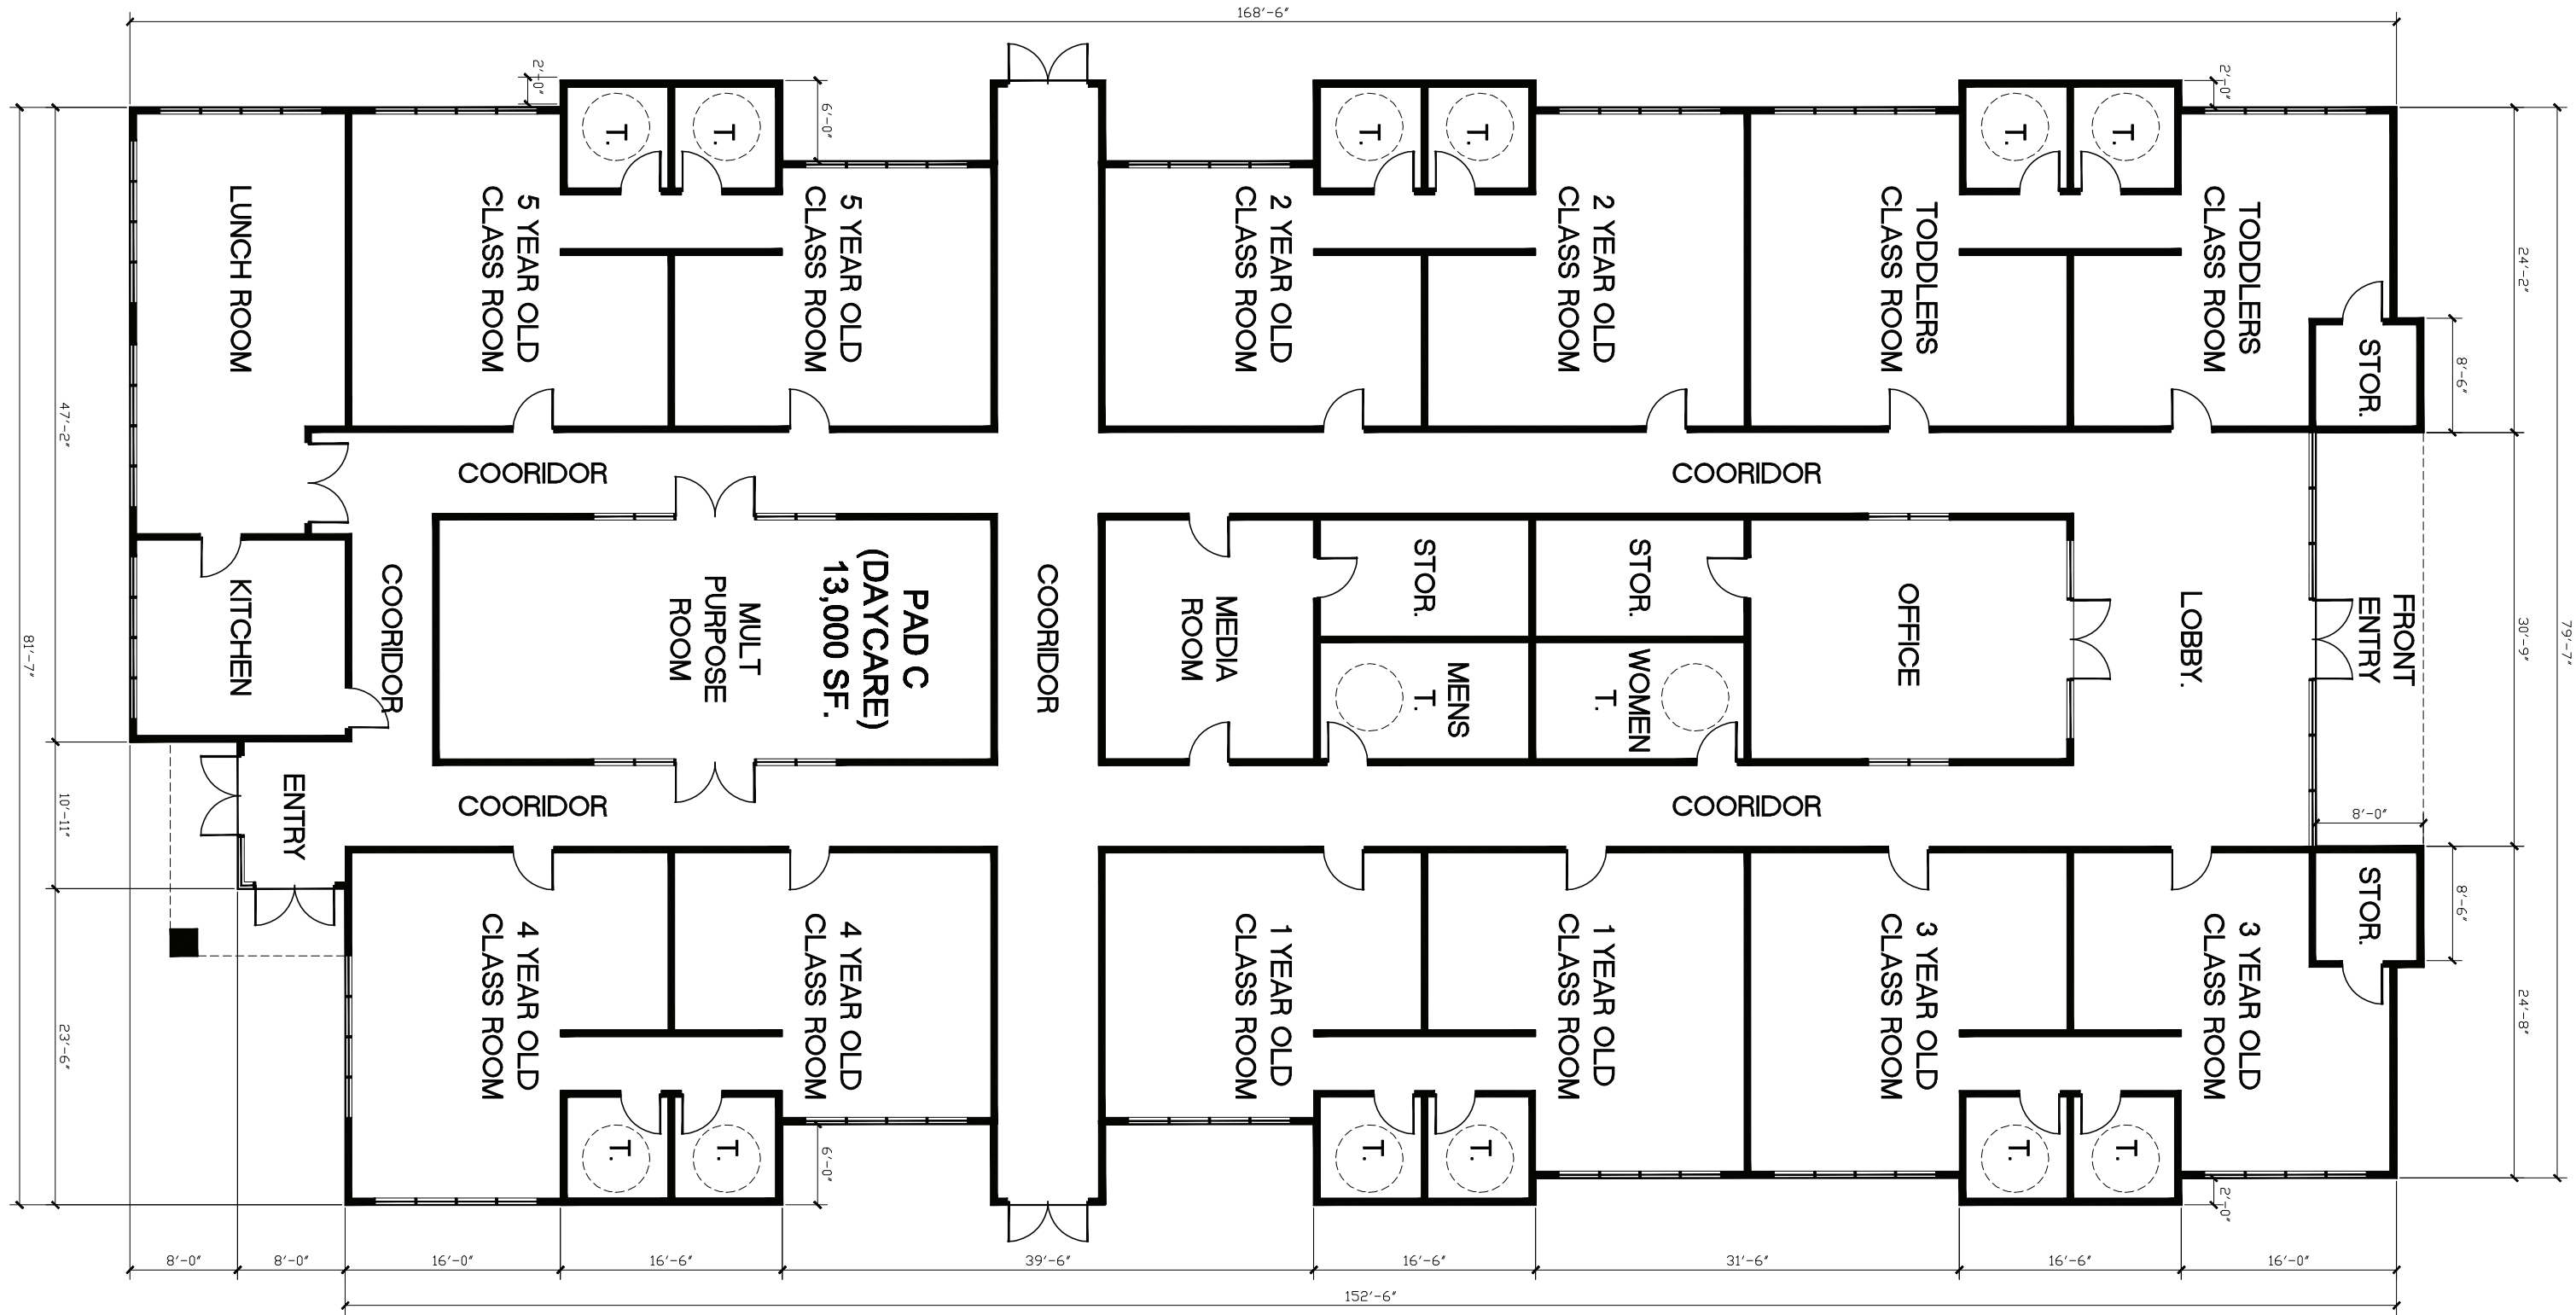 168'-6"
2'-0"
6'-0"
2'-0"
T.
T.
T.
T.
T.
T.
LUNCH ROOM
5 YEAR OLD
CLASS ROOM
5 YEAR OLD
CLASS ROOM
2 YEAR OLD
CLASS ROOM
2 YEAR OLD
CLASS ROOM
TODDLERS
CLASS ROOM
TODDLERS
CLASS ROOM
STOR.
8'-6"
24'-2"
47'-2"
81'-7"
COORIDOR
COORIDOR
KITCHEN
COORIDOR
MULT
PURPOSE
ROOM
PAD C
(DAYCARE)
13,000 SF.
COORIDOR
MEDIA
ROOM
STOR.
STOR.
MENS
T.
WOMEN
T.
OFFICE
LOBBY.
FRONT
ENTRY
30'-9"
79'-7"
ENTRY
10'-11"
COORIDOR
COORIDOR
8'-0"
STOR.
8'-6"
4 YEAR OLD
CLASS ROOM
4 YEAR OLD
CLASS ROOM
1 YEAR OLD
CLASS ROOM
1 YEAR OLD
CLASS ROOM
3 YEAR OLD
CLASS ROOM
3 YEAR OLD
CLASS ROOM
24'-8"
23'-6"
T.
T.
T.
T.
T.
T.
6'-0"
2'-0"
8'-0"
8'-0"
16'-0"
16'-6"
39'-6"
16'-6"
31'-6"
16'-6"
16'-0"
152'-6"